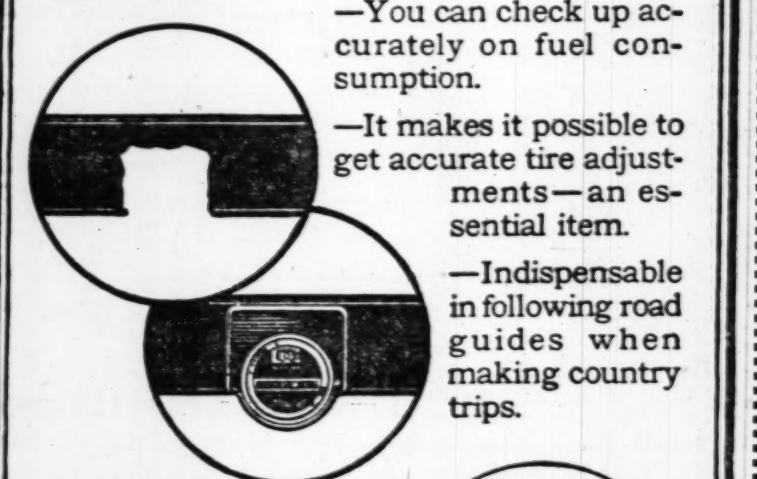 —You can check up ac-
curately on fuel con-
sumption.
—It makes it possible to
get accurate tire adjust-
ments—an es-
sential item.
—Indispensable
in following road
guides when
making country
trips.